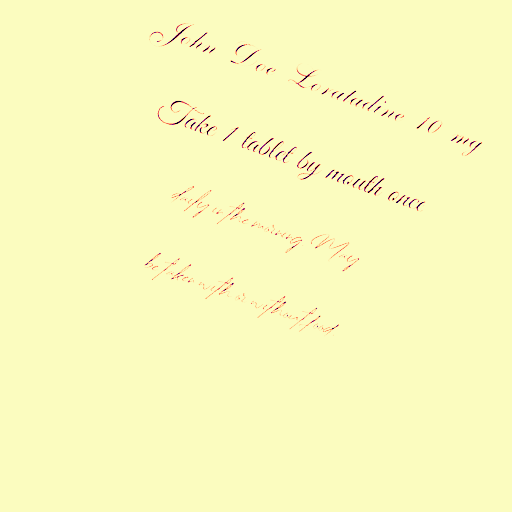 John Doe Loratadine 10 mg
Take 1 tablet by mouth once
daily in the morning May
be taken with or without food